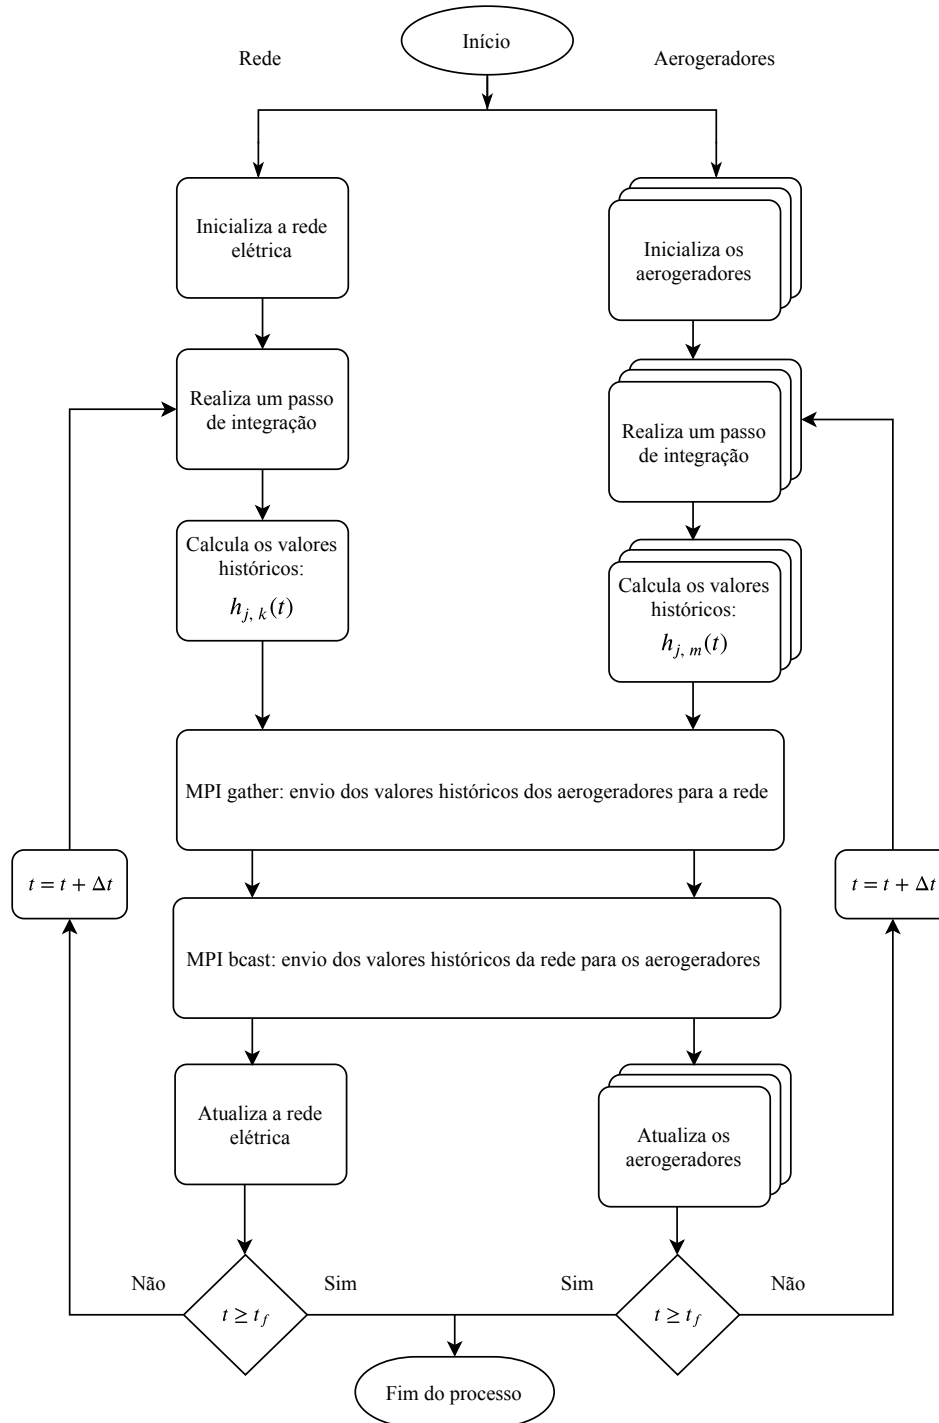 Início
Rede
Aerogeradores
Inicializa a rede
elétrica
Inicializa os
aerogeradores
Realiza um passo
de integração
Realiza um passo
de integração
Calcula os valores
históricos:
h_{j, k}(t)
Calcula os valores
históricos:
h_{j, m}(t)
MPI gather: envio dos valores históricos dos aerogeradores para a rede
t = t + Δt
t = t + Δt
MPI bcast: envio dos valores históricos da rede para os aerogeradores
Atualiza a rede
elétrica
Atualiza os
aerogeradores
Não
Sim
Sim
Não
t ≥ t_f
t ≥ t_f
Fim do processo